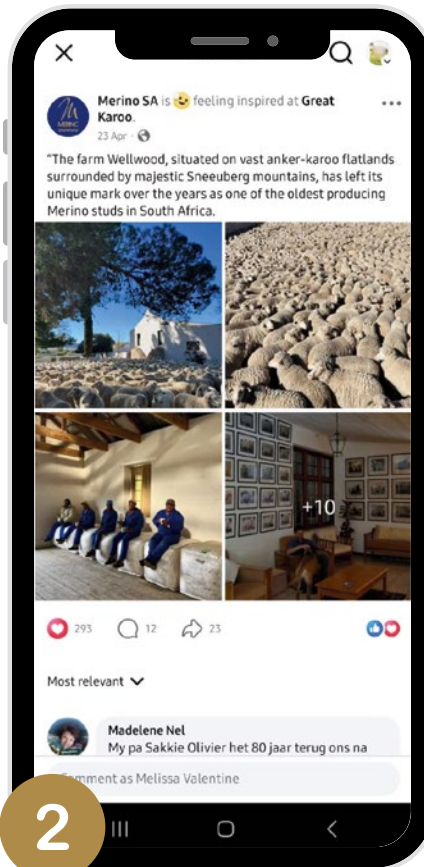 Merino SA is feeling inspired at Great
Karoo.
23 Apr ·
"The farm Wellwood, situated on vast anker-karoo flatlands
surrounded by majestic Sneeuberg mountains, has left its
unique mark over the years as one of the oldest producing
Merino studs in South Africa.
+10
293 12 23
Most relevant
Madelene Nel
My pa Sakkie Olivier het 80 jaar terug ons na
Comment as Melissa Valentine
2